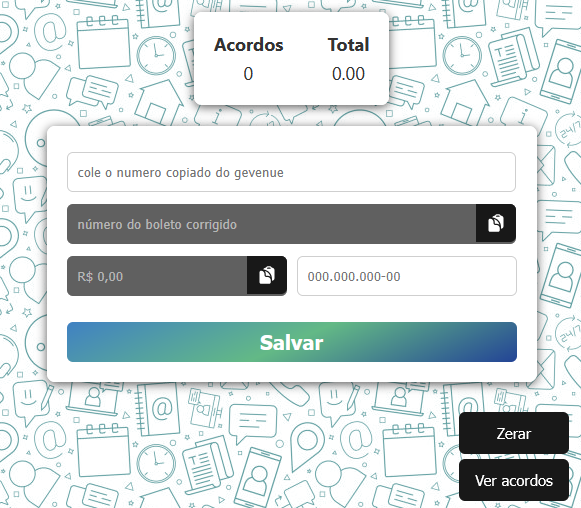 Acordos Total
0 0.00
cole o numero copiado do gevenue
número do boleto corrigido
R$ 0,00 000.000.000-00
Salvar
Zerar
Ver acordos